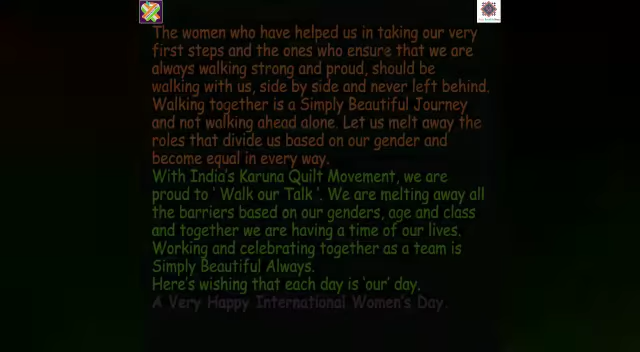 The women who have helped us in taking our very
first steps and the ones who ensure that we are
always walking strong and proud, should be
walking with us, side by side and never left behind.
Walking together is a Simply Beautiful Journey
and not walking ahead alone. Let us melt away the
roles that divide us based on our gender and
become equal in every way.
With India's Karuna Quilt Movement, we are
proud to ' Walk our Talk '. We are melting away all
the barriers based on our genders, age and class
and together we are having a time of our lives.
Working and celebrating together as a team is
Simply Beautiful Always.
Here's wishing that each day is 'our' day.
A Very Happy International Women's Day.